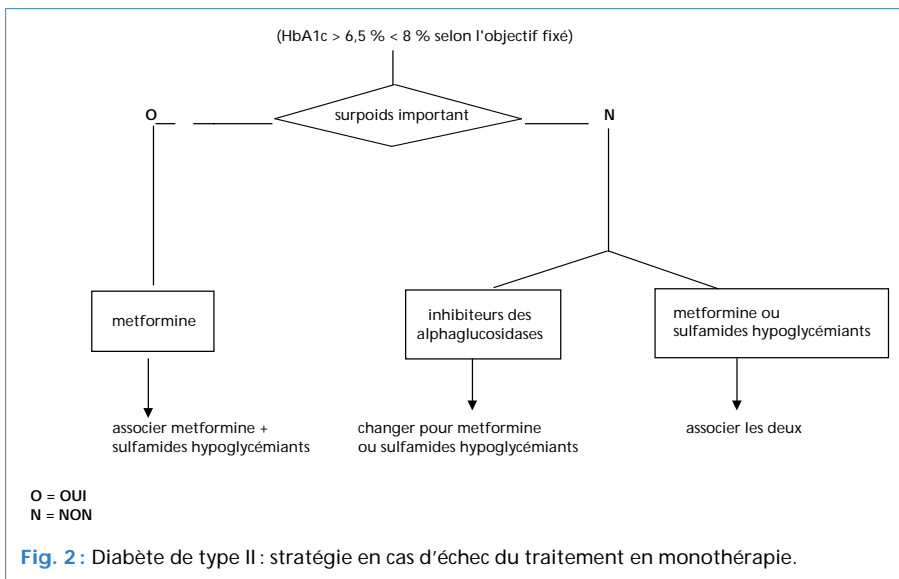 (HbA1c > 6,5 % < 8 % selon l'objectif fixé)
surpoids important
O
N
metformine
inhibiteurs des
alphaglucosidases
metformine ou
sulfamides hypoglycémiants
associer metformine +
sulfamides hypoglycémiants
changer pour metformine
ou sulfamides hypoglycémiants
associer les deux
O = OUI
N = NON
Fig. 2 : Diabète de type II : stratégie en cas d'échec du traitement en monothérapie.